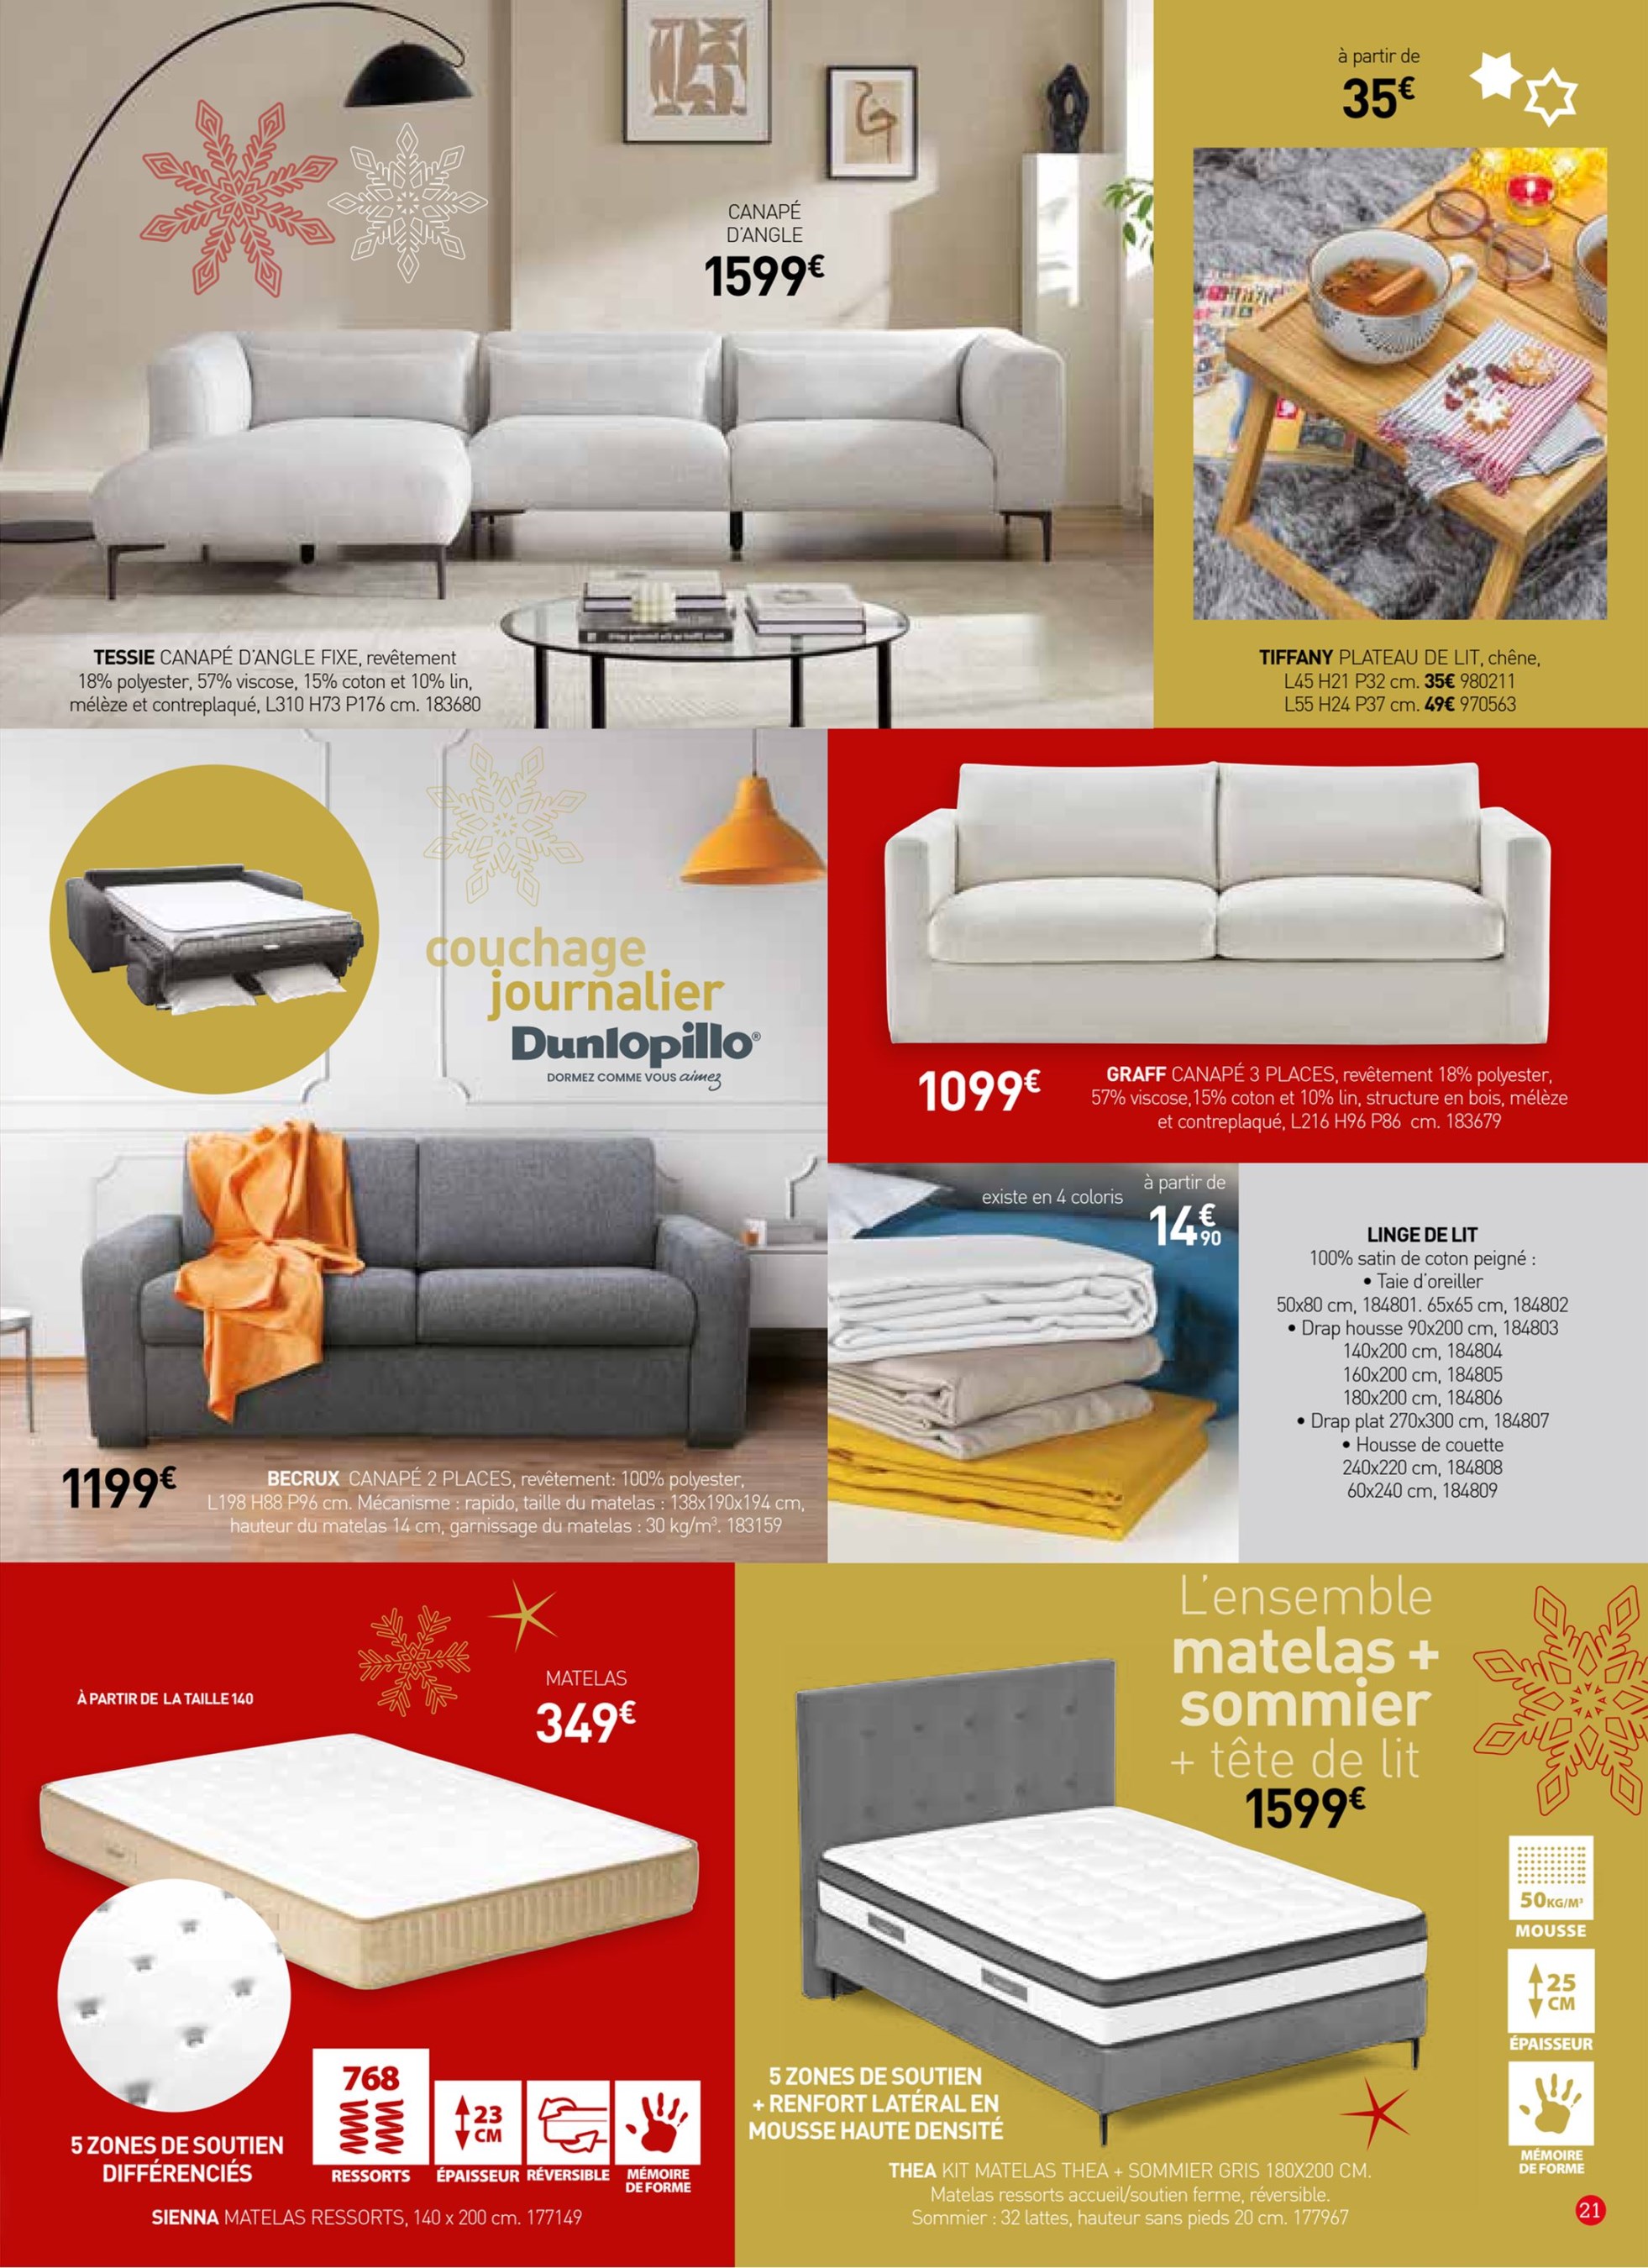 CANAPÉ
D'ANGLE
1599€
TESSIE CANAPÉ D'ANGLE FIXE, revêtement
18% polyester, 57% viscose, 15% coton et 10% lin,
mélèze et contreplaqué, L310 H73 P176 cm. 183680
à partir de
35€
TIFFANY PLATEAU DE LIT, chêne,
L45 H21 P32 cm. 35€ 980211
L55 H24 P37 cm. 49€ 970563
couchage
journalier
Dunlopillo®
DORMEZ COMME VOUS aimez
1199€
BECRUX CANAPÉ 2 PLACES, revêtement: 100% polyester,
L198 H88 P96 cm. Mécanisme : rapido, taille du matelas : 138x190x194 cm,
hauteur du matelas 14 cm, garnissage du matelas : 30 kg/m³. 183159
1099€
GRAFF CANAPÉ 3 PLACES, revêtement 18% polyester,
57% viscose,15% coton et 10% lin, structure en bois, mélèze
et contreplaqué, L216 H96 P86 cm. 183679
existe en 4 coloris
à partir de
14€90
LINGE DE LIT
100% satin de coton peigné :
• Taie d'oreiller
50x80 cm, 184801. 65x65 cm, 184802
• Drap housse 90x200 cm, 184803
140x200 cm, 184804
160x200 cm, 184805
180x200 cm, 184806
• Drap plat 270x300 cm, 184807
• Housse de couette
240x220 cm, 184808
60x240 cm, 184809
À PARTIR DE LA TAILLE 140
MATELAS
349€
5 ZONES DE SOUTIEN
DIFFÉRENCIÉS
768
RESSORTS
23
CM
ÉPAISSEUR
RÉVERSIBLE
MÉMOIRE
DE FORME
SIENNA MATELAS RESSORTS, 140 x 200 cm. 177149
L'ensemble
matelas +
sommier
+ tête de lit
1599€
50KG/M³
MOUSSE
25
CM
ÉPAISSEUR
MÉMOIRE
DE FORME
5 ZONES DE SOUTIEN
+ RENFORT LATÉRAL EN
MOUSSE HAUTE DENSITÉ
THEA KIT MATELAS THEA + SOMMIER GRIS 180X200 CM.
Matelas ressorts accueil/soutien ferme, réversible.
Sommier : 32 lattes, hauteur sans pieds 20 cm. 177967
21